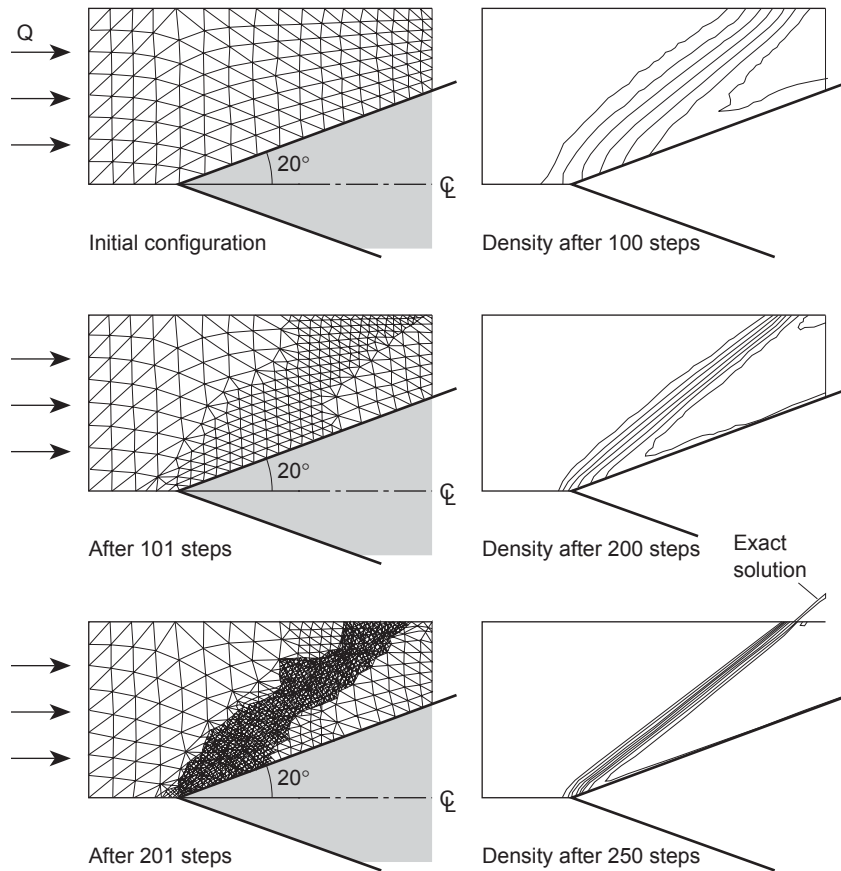 Q
20°
℄
Initial configuration
Density after 100 steps
20°
℄
After 101 steps
Density after 200 steps
Exact
solution
20°
℄
After 201 steps
Density after 250 steps